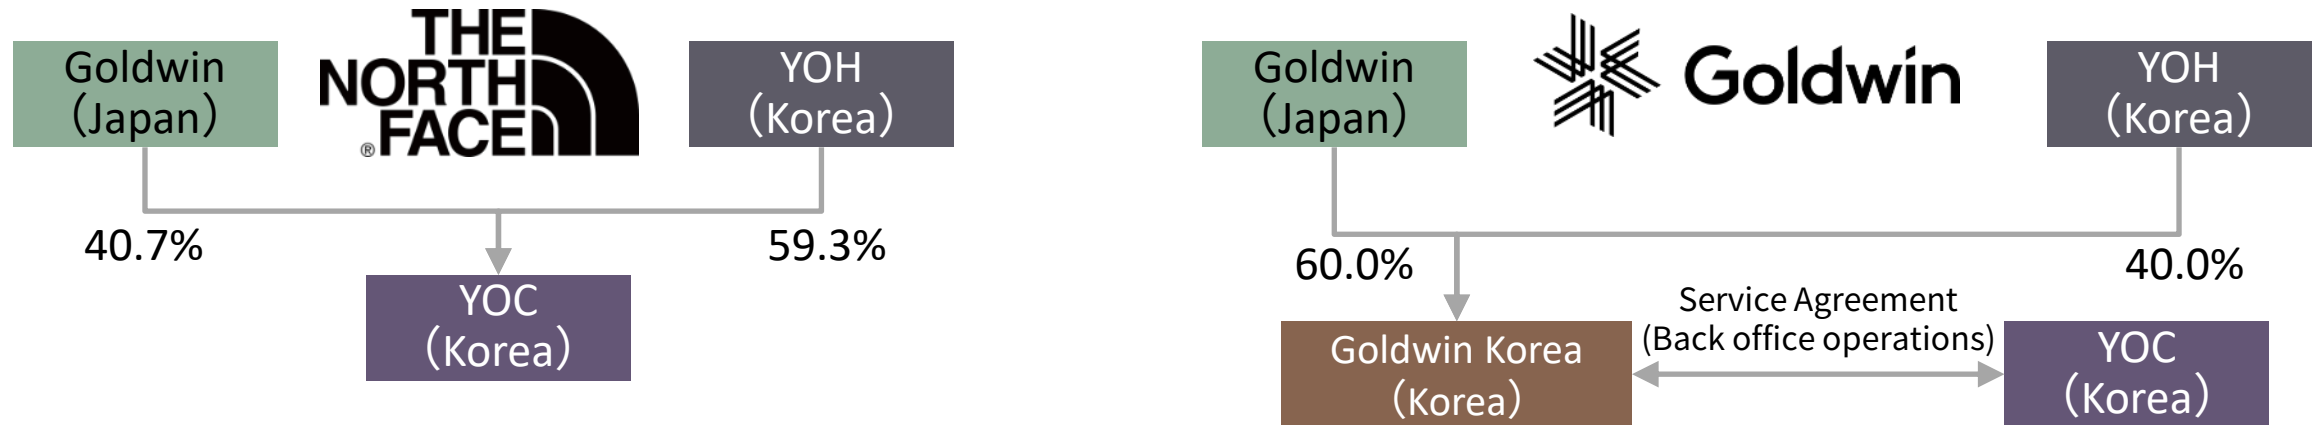 Goldwin
（Japan）
THE
NORTH
FACE
®
YOH
（Korea）
40.7%
59.3%
YOC
（Korea）
Goldwin
（Japan）
Goldwin
YOH
（Korea）
60.0%
40.0%
Service Agreement
(Back office operations)
Goldwin Korea
（Korea）
YOC
（Korea）